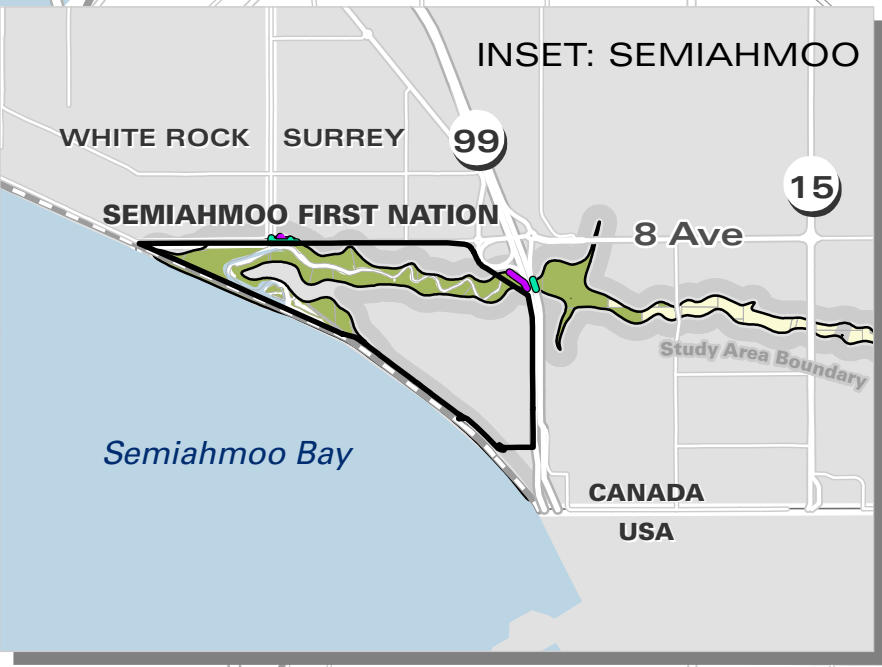 INSET: SEMIAHMOO
WHITE ROCK
SURREY
99
15
SEMIAHMOO FIRST NATION
8 Ave
Study Area Boundary
Semiahmoo Bay
CANADA
USA